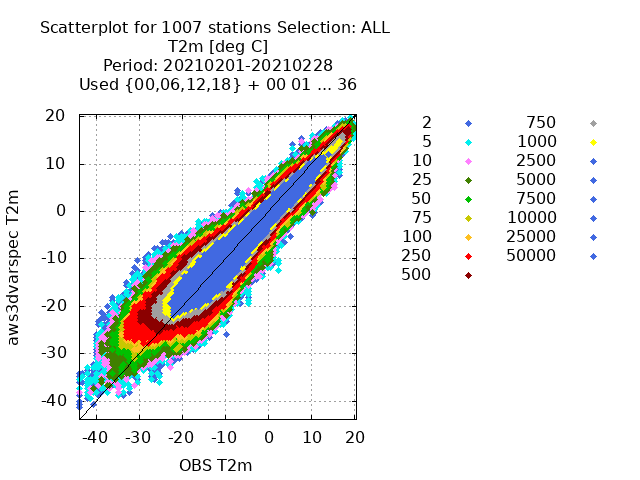 Scatterplot for 1007 stations Selection: ALL
T2m [deg C]
Period: 20210201-20210228
Used {00,06,12,18} + 00 01 ... 36
aws3dvarspec T2m
20
10
0
-10
-20
-30
-40
-40 -30 -20 -10 0 10 20
OBS T2m
2 750
5 1000
10 2500
25 5000
50 7500
75 10000
100 25000
250 50000
500